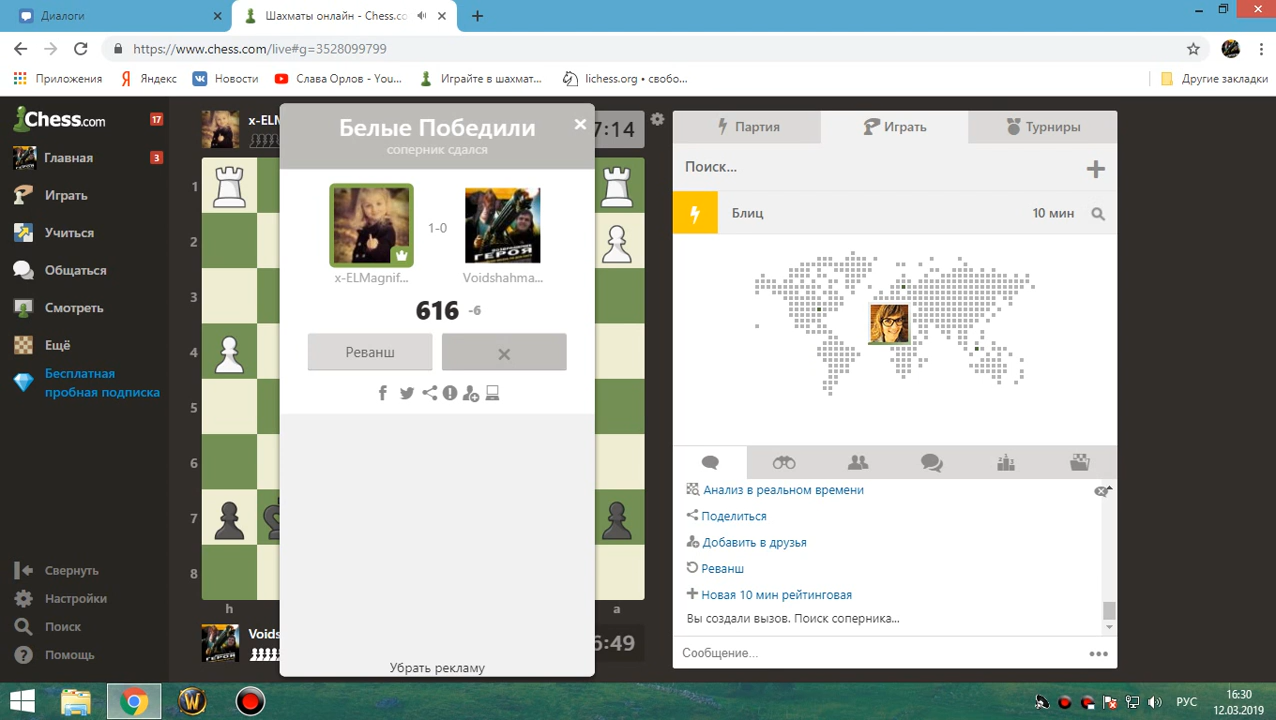 Диалоги
Шахматы онлайн - Chess.co
https://www.chess.com/live#g=3528099799
Приложения
Яндекс
Новости
Слава Орлов - You...
Играйте в шахмат...
lichess.org • свобо...
Другие закладки
Chess.com
17
Главная
3
Играть
Учиться
Общаться
Смотреть
Ещё
Бесплатная
пробная подписка
Свернуть
Настройки
Поиск
Помощь
x-ELM
7:14
1
2
3
4
5
6
7
8
h
a
Voids
6:49
Белые Победили
соперник сдался
1-0
x-ELMagnif...
Voidshahma...
616 -6
Реванш
Убрать рекламу
Партия
Играть
Турниры
Поиск...
Блиц
10 мин
Анализ в реальном времени
Поделиться
Добавить в друзья
Реванш
Новая 10 мин рейтинговая
Вы создали вызов. Поиск соперника...
Сообщение...
РУС
16:30
12.03.2019